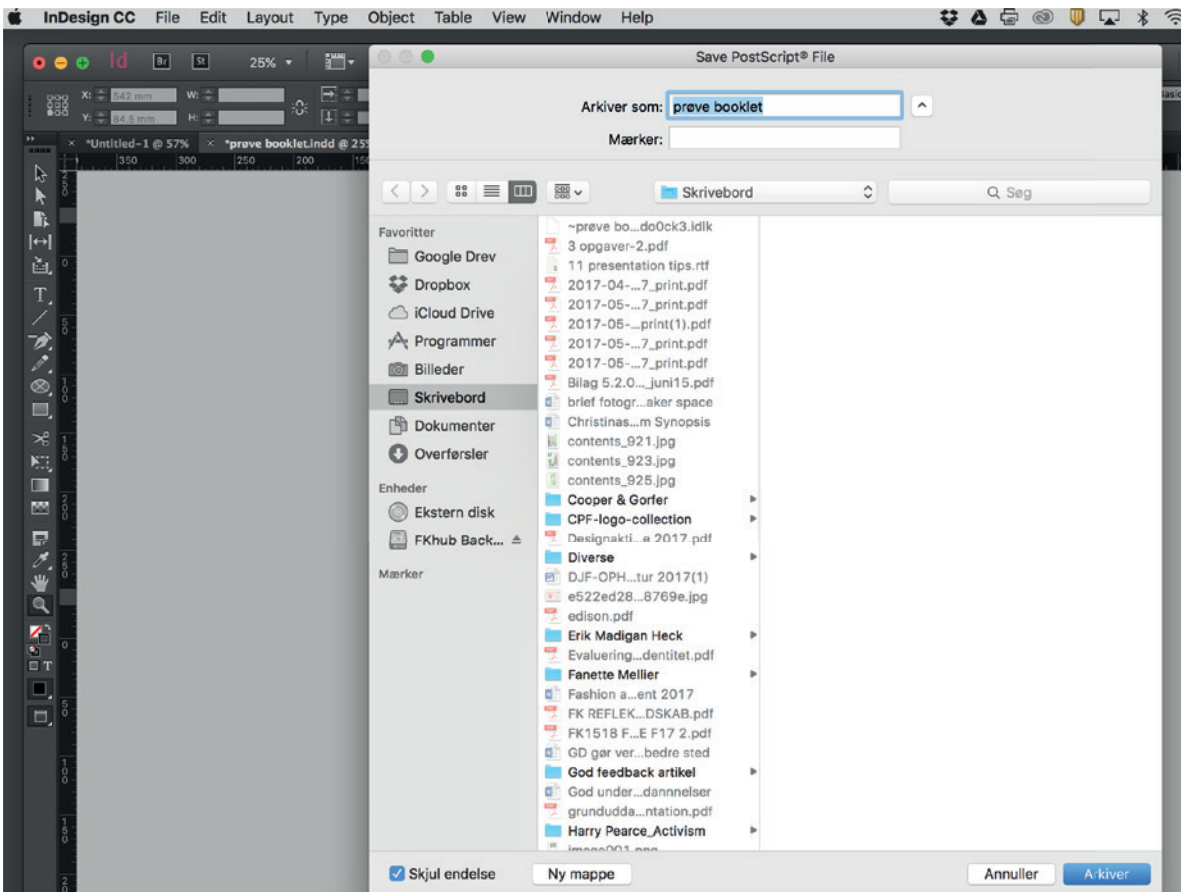 InDesign CC File Edit Layout Type Object Table View Window Help
Id Br St 25%
X: 542 mm W:
Y: 84,5 mm H:
× *Untitled-1 @ 57% × *prøve booklet.indd @ 25%
350 300 250 200 150
Save PostScript® File
Arkiver som: prøve booklet
Mærker:
Skrivebord
Søg
Favoritter
Google Drev
Dropbox
iCloud Drive
Programmer
Billeder
Skrivebord
Dokumenter
Overførsler
Enheder
Ekstern disk
FKhub Back...
Mærker
~prøve bo...do0ck3.idlk
3 opgaver-2.pdf
11 presentation tips.rtf
2017-04-...7_print.pdf
2017-05-...7_print.pdf
2017-05-...print(1).pdf
2017-05-...7_print.pdf
2017-05-...7_print.pdf
Bilag 5.2.0..._juni15.pdf
brief fotogr...aker space
Christinas...m Synopsis
contents_921.jpg
contents_923.jpg
contents_925.jpg
Cooper & Gorfer
CPF-logo-collection
Designakti...e 2017.pdf
Diverse
DJF-OPH...tur 2017(1)
e522ed28...8769e.jpg
edison.pdf
Erik Madigan Heck
Evaluering...dentitet.pdf
Fanette Mellier
Fashion a...ent 2017
FK REFLEK...DSKAB.pdf
FK1518 F...E F17 2.pdf
GD gør ver...bedre sted
God feedback artikel
God under...dannnelser
grundudda...ntation.pdf
Harry Pearce_Activism
image001.png
Skjul endelse
Ny mappe
Annuller
Arkiver